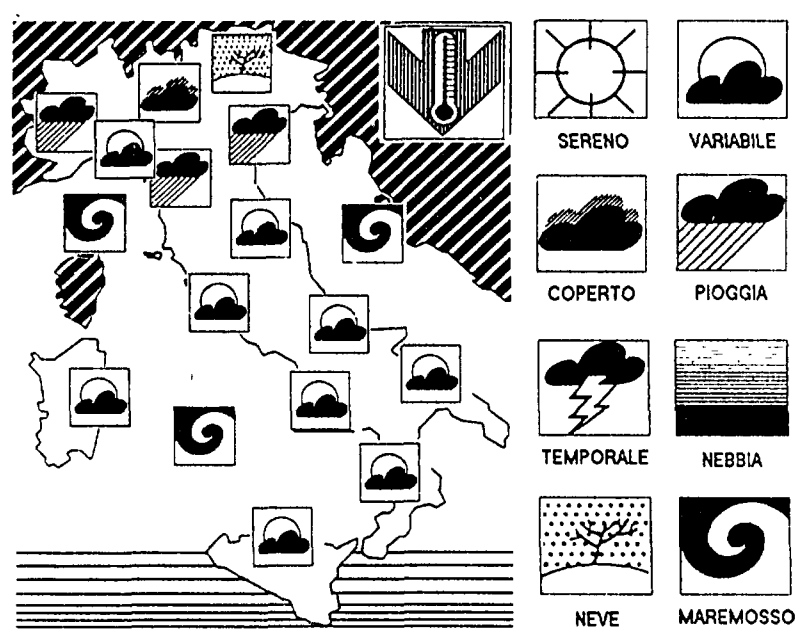 SERENO
VARIABILE
COPERTO
PIOGGIA
TEMPORALE
NEBBIA
NEVE
MAREMOSSO